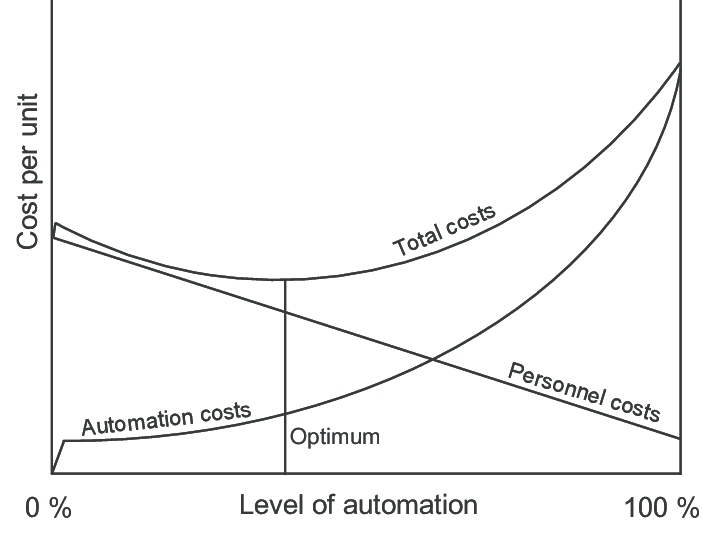 Cost per unit
Total costs
Personnel costs
Automation costs
Optimum
0 %
Level of automation
100 %